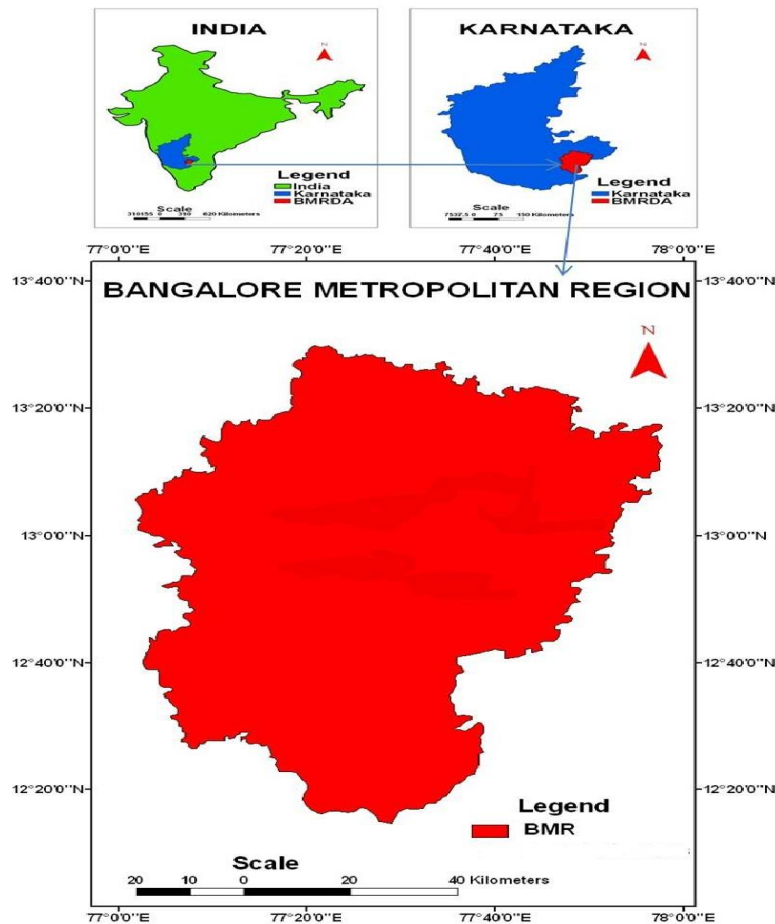 INDIA
N
Legend
India
Karnataka
BMRDA
Scale
KARNATAKA
N
Legend
Karnataka
BMRDA
Scale
75 150 Kilometers
77°0'0"
77°20'0"
77°40'0"
78°0'0"E
13°40'0"
13°40'0"N
BANGALORE METROPOLITAN REGION
N
13°20'0"N
13°20'0"N
13°0'0"N
13°0'0"N
12°40'0"N
12°40'0"N
12°20'0"N
12°20'0"N
Legend
BMR
Scale
20 10 0 20 40 Kilometers
77°0'0"E
77°20'0"E
77°40'0"E
78°0'0"E